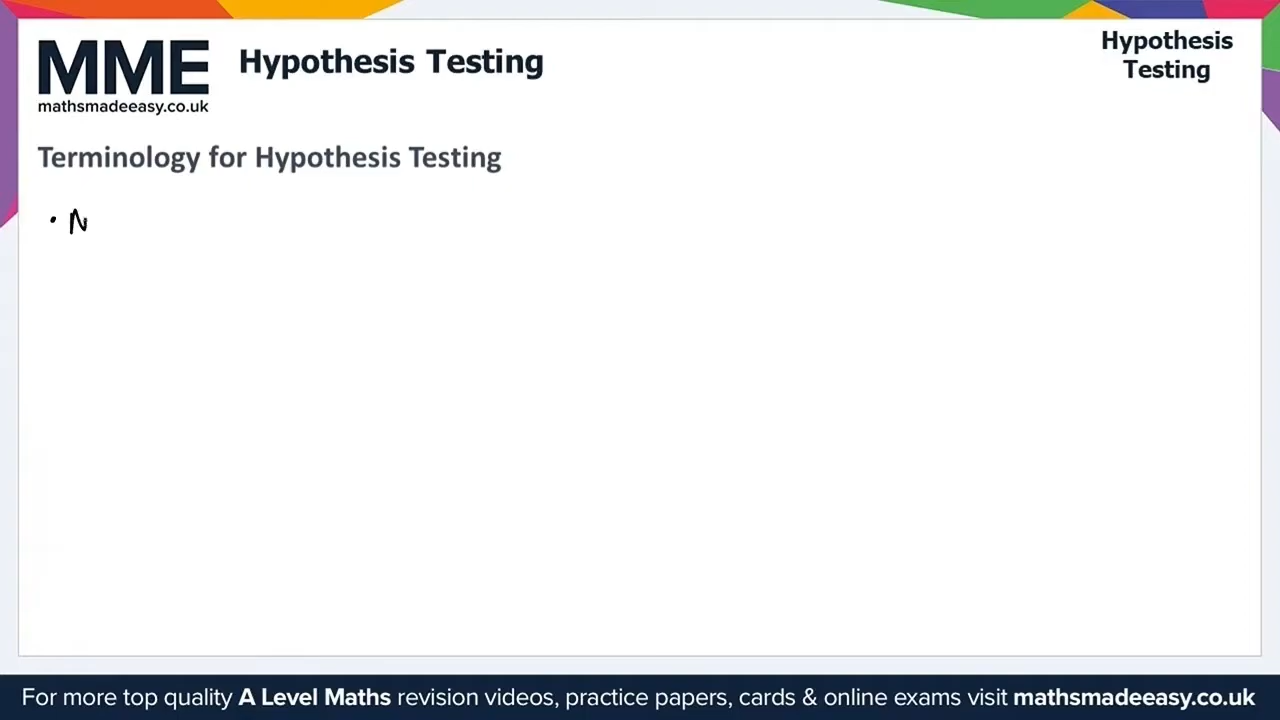 MME
mathsmadeeasy.co.uk
Hypothesis Testing
Hypothesis
Testing
Terminology for Hypothesis Testing
• N
For more top quality A Level Maths revision videos, practice papers, cards & online exams visit mathsmadeeasy.co.uk